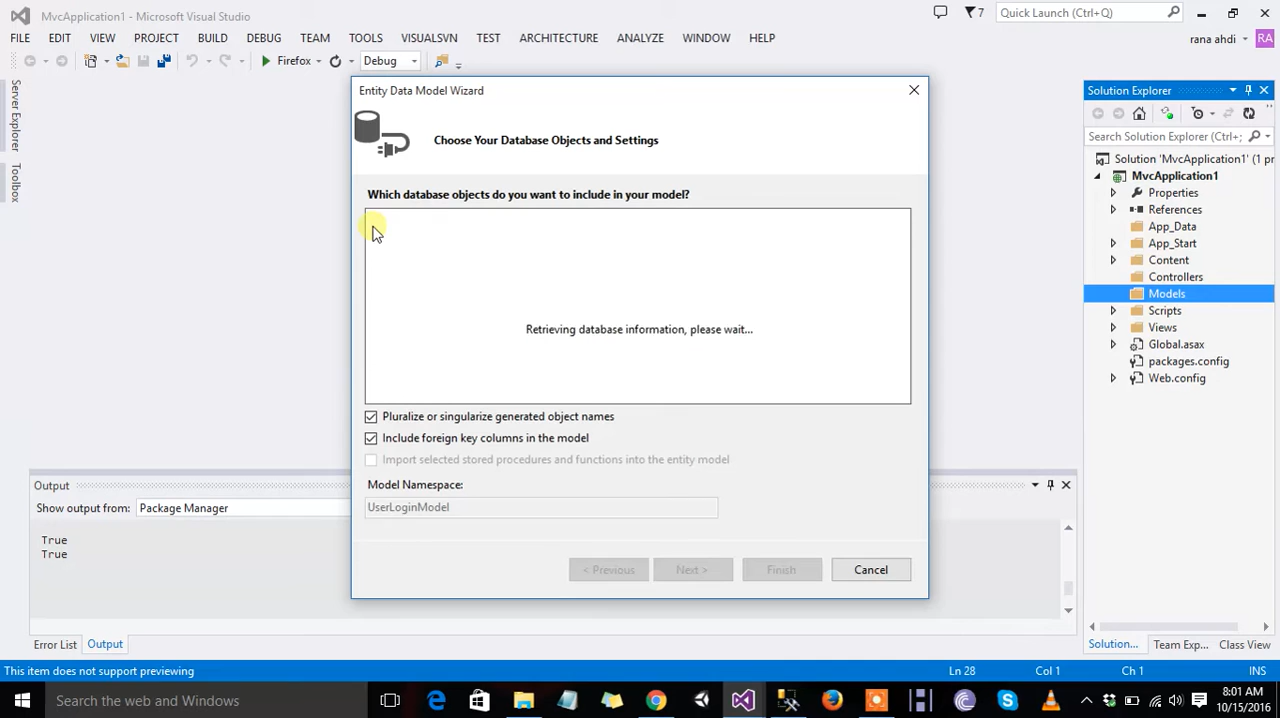 MvcApplication1 - Microsoft Visual Studio
7
Quick Launch (Ctrl+Q)
FILE EDIT VIEW PROJECT BUILD DEBUG TEAM TOOLS VISUALSVN TEST ARCHITECTURE ANALYZE WINDOW HELP
rana ahdi RA
Firefox Debug
Server Explorer
Toolbox
Entity Data Model Wizard
Choose Your Database Objects and Settings
Which database objects do you want to include in your model?
Retrieving database information, please wait...
Pluralize or singularize generated object names
Include foreign key columns in the model
Import selected stored procedures and functions into the entity model
Model Namespace:
UserLoginModel
< Previous Next > Finish Cancel
Solution Explorer
Search Solution Explorer (Ctrl+;
Solution 'MvcApplication1' (1 pr
MvcApplication1
Properties
References
App_Data
App_Start
Content
Controllers
Models
Scripts
Views
Global.asax
packages.config
Web.config
Solution... Team Exp... Class View
Output
Show output from: Package Manager
True
True
Error List Output
This item does not support previewing Ln 28 Col 1 Ch 1 INS
Search the web and Windows
8:01 AM
10/15/2016